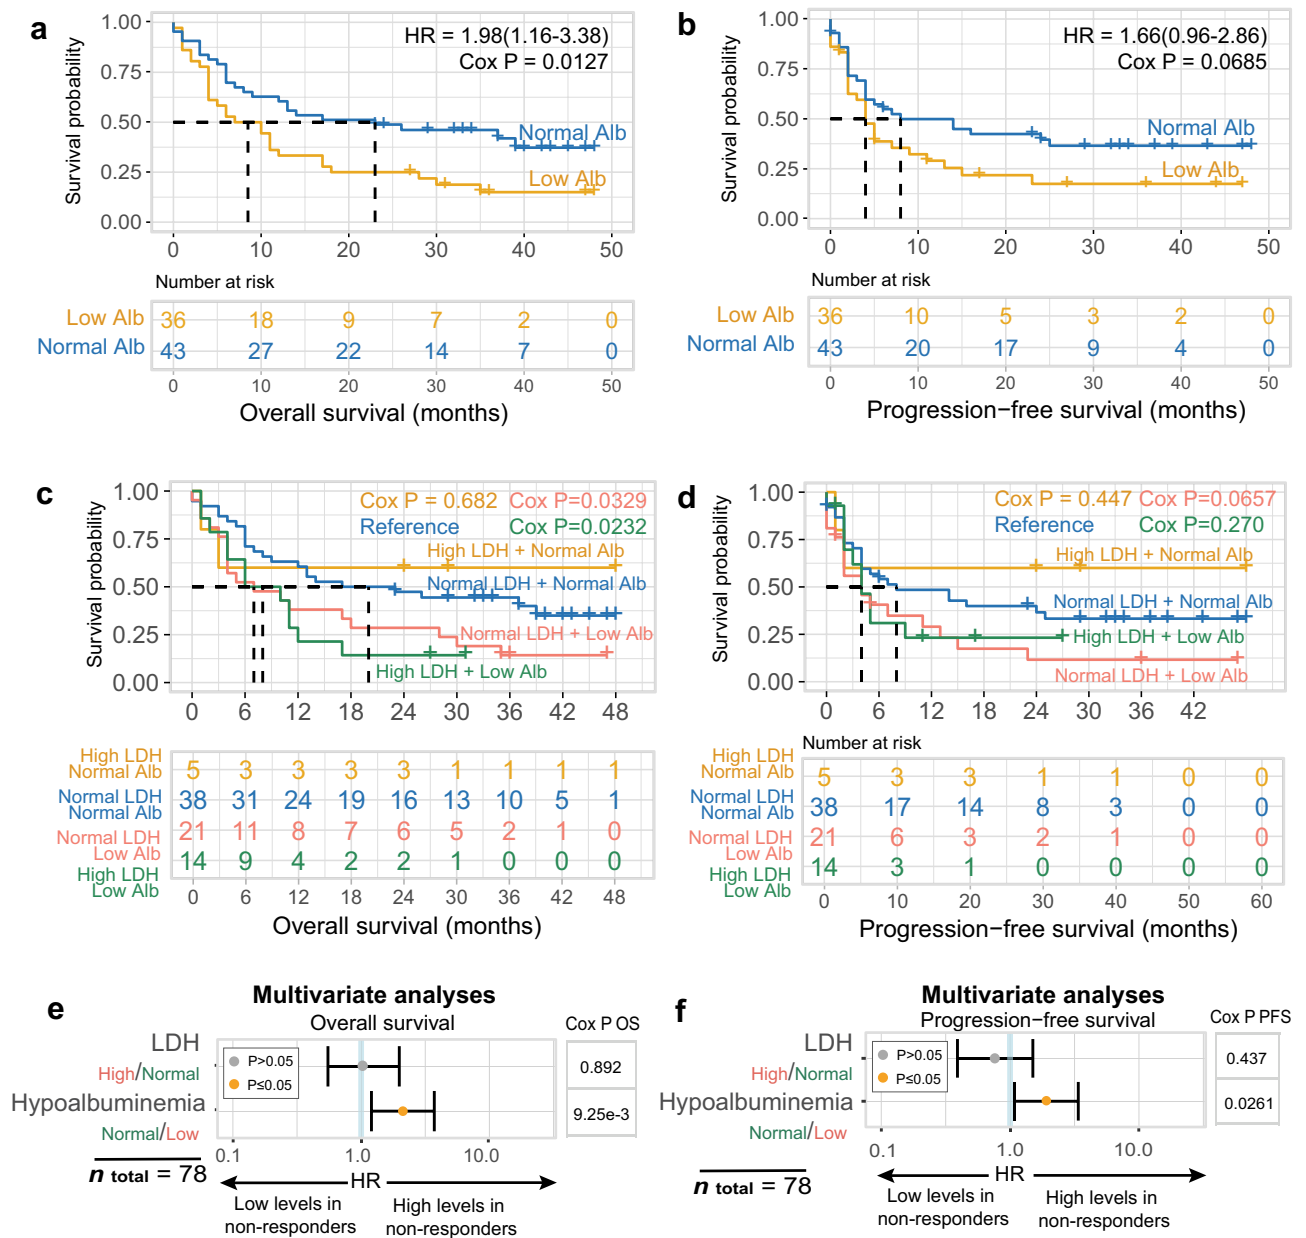 a
Survival probability
1.00
0.75
0.50
0.25
0.00
HR = 1.98(1.16-3.38)
Cox P = 0.0127
Normal Alb
Low Alb
0 10 20 30 40 50
Number at risk
Low Alb 36 18 9 7 2 0
Normal Alb 43 27 22 14 7 0
0 10 20 30 40 50
Overall survival (months)
b
Survival probability
1.00
0.75
0.50
0.25
0.00
HR = 1.66(0.96-2.86)
Cox P = 0.0685
Normal Alb
Low Alb
0 10 20 30 40 50
Number at risk
Low Alb 36 10 5 3 2 0
Normal Alb 43 20 17 9 4 0
0 10 20 30 40 50
Progression−free survival (months)
c
Survival probability
1.00
0.75
0.50
0.25
0.00
Cox P = 0.682 Cox P=0.0329
Reference Cox P=0.0232
High LDH + Normal Alb
Normal LDH + Normal Alb
Normal LDH + Low Alb
High LDH + Low Alb
0 6 12 18 24 30 36 42 48
High LDH
Normal Alb 5 3 3 3 3 1 1 1 1
Normal LDH
Normal Alb 38 31 24 19 16 13 10 5 1
Normal LDH
Low Alb 21 11 8 7 6 5 2 1 0
High LDH
Low Alb 14 9 4 2 2 1 0 0 0
0 6 12 18 24 30 36 42 48
Overall survival (months)
d
Survival probability
1.00
0.75
0.50
0.25
0.00
Cox P = 0.447 Cox P=0.0657
Reference Cox P=0.270
High LDH + Normal Alb
Normal LDH + Normal Alb
High LDH + Low Alb
Normal LDH + Low Alb
0 6 12 18 24 30 36 42
Number at risk
High LDH
Normal Alb 5 3 3 1 1 0 0
Normal LDH
Normal Alb 38 17 14 8 3 0 0
Normal LDH
Low Alb 21 6 3 2 1 0 0
High LDH
Low Alb 14 3 1 0 0 0 0
0 10 20 30 40 50 60
Progression−free survival (months)
e
Multivariate analyses
Overall survival
Cox P OS
LDH
High/Normal
Hypoalbuminemia
Normal/Low
P>0.05
P≤0.05
0.892
9.25e-3
0.1 1.0 10.0
n total = 78
HR
Low levels in
non-responders
High levels in
non-responders
f
Multivariate analyses
Progression-free survival
Cox P PFS
LDH
High/Normal
Hypoalbuminemia
Normal/Low
P>0.05
P≤0.05
0.437
0.0261
0.1 1.0 10.0
n total = 78
HR
Low levels in
non-responders
High levels in
non-responders